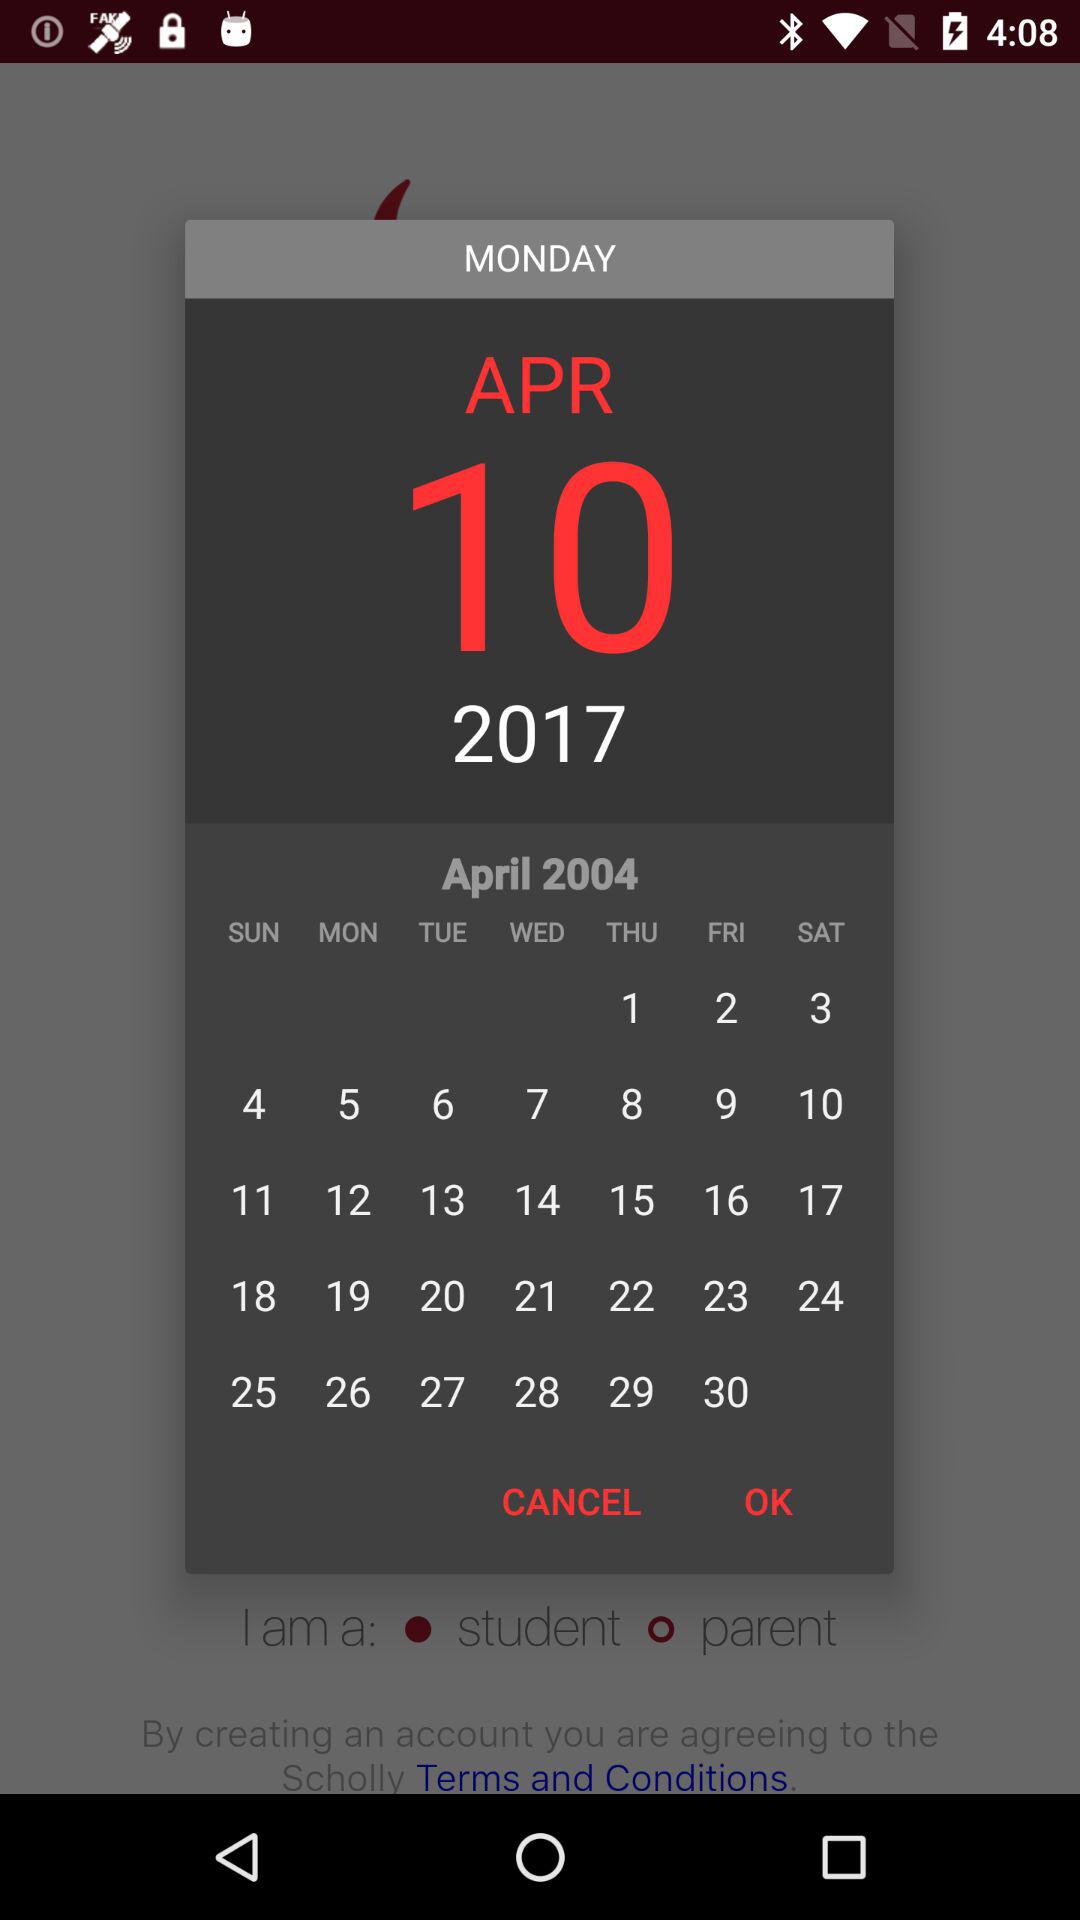 FAKE
4:08
MONDAY
APR
10
2017
April 2004
SUN MON TUE WED THU FRI SAT
1 2 3
4 5 6 7 8 9 10
11 12 13 14 15 16 17
18 19 20 21 22 23 24
25 26 27 28 29 30
CANCEL OK
I am a: student parent
By creating an account you are agreeing to the
Scholly Terms and Conditions.